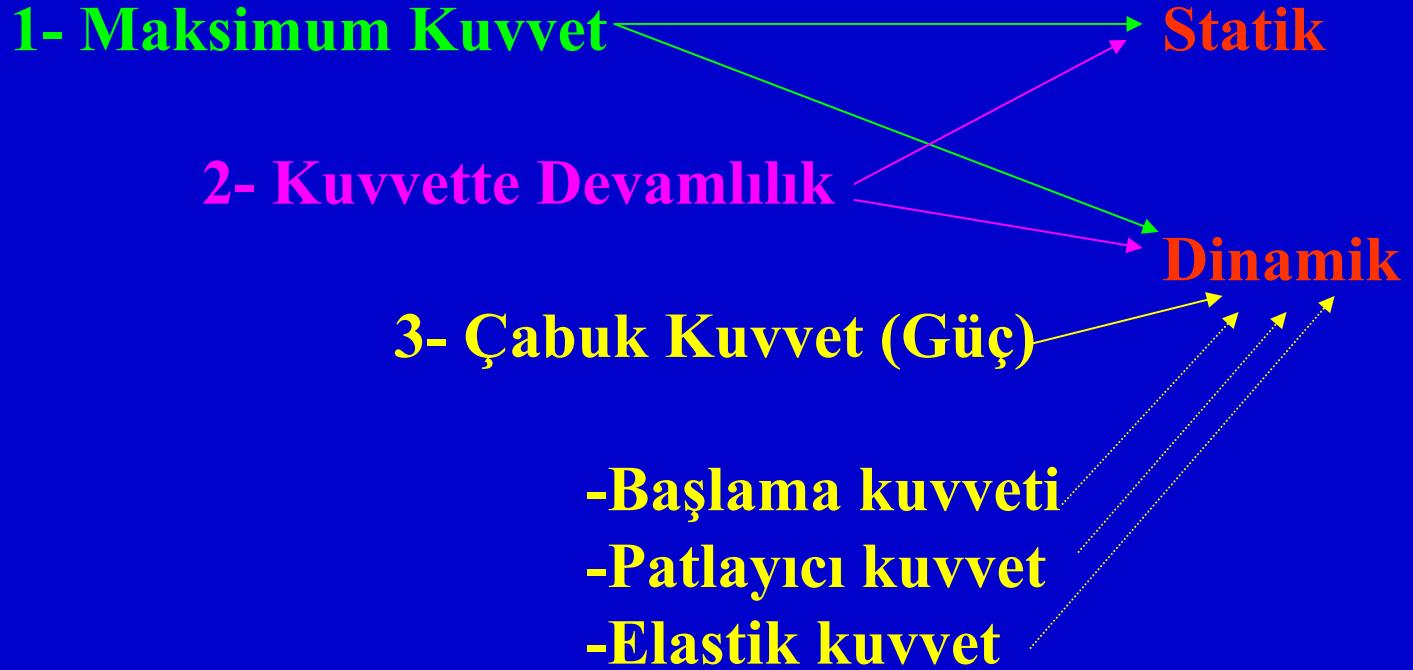 1- Maksimum Kuvvet
Statik
2- Kuvvette Devamlılık
Dinamik
3- Çabuk Kuvvet (Güç)
-Başlama kuvveti
-Patlayıcı kuvvet
-Elastik kuvvet